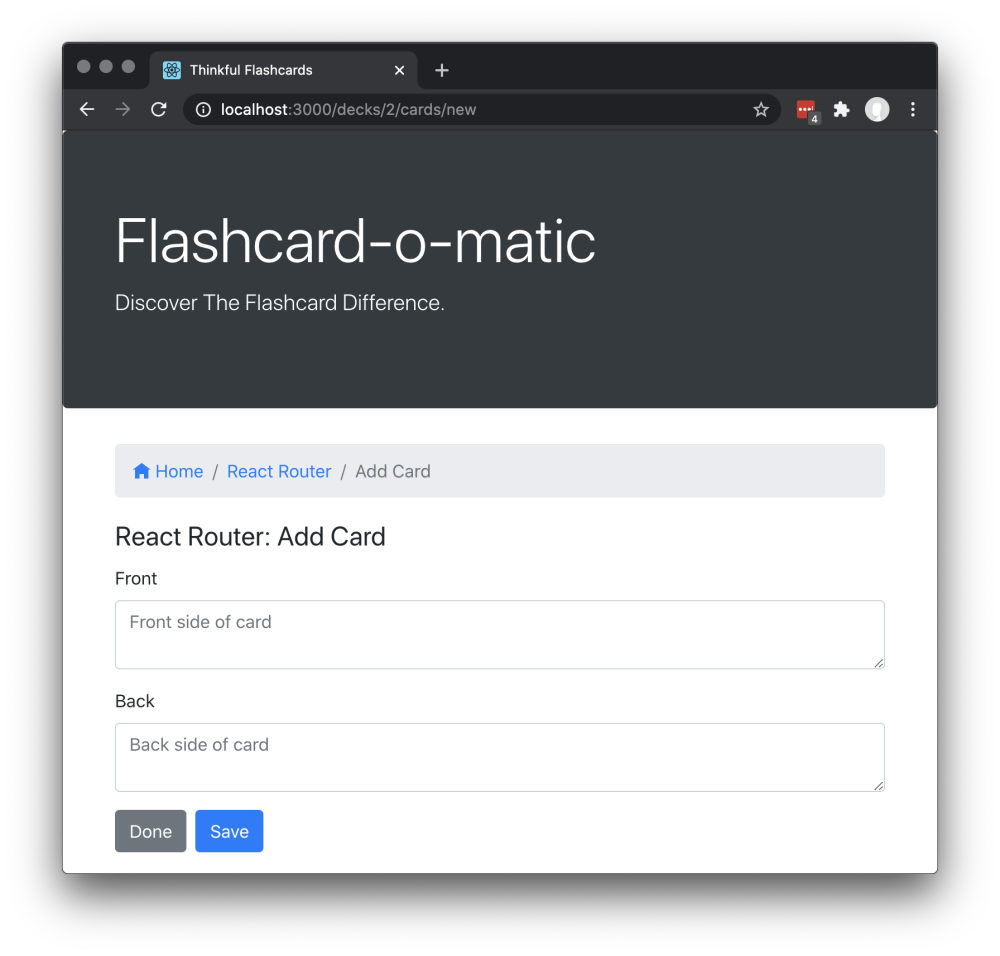 Thinkful Flashcards
localhost:3000/decks/2/cards/new
4
Flashcard-o-matic
Discover The Flashcard Difference.
Home / React Router / Add Card
React Router: Add Card
Front
Front side of card
Back
Back side of card
Done Save